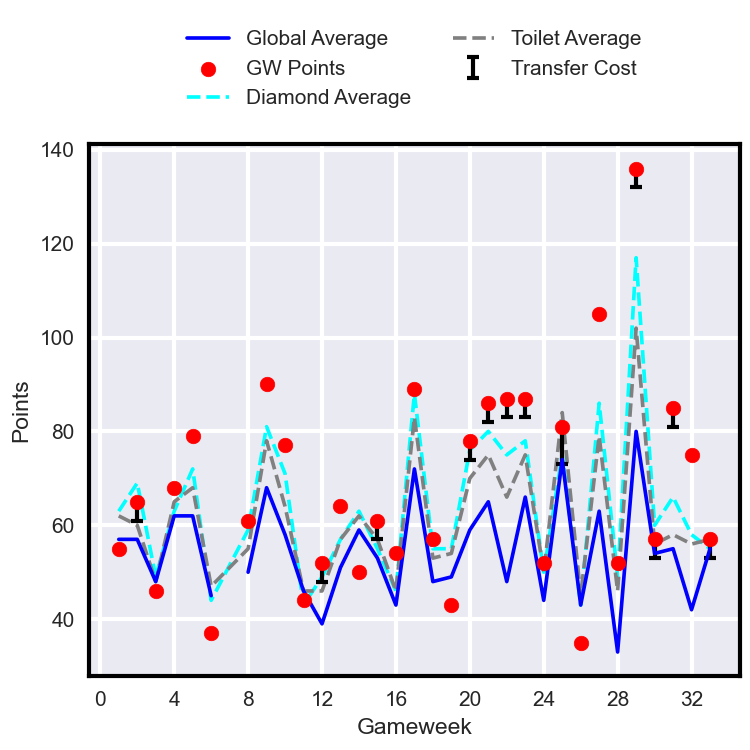 Global Average
GW Points
Diamond Average
Toilet Average
Transfer Cost
140
120
100
80
60
40
Points
0 4 8 12 16 20 24 28 32
Gameweek